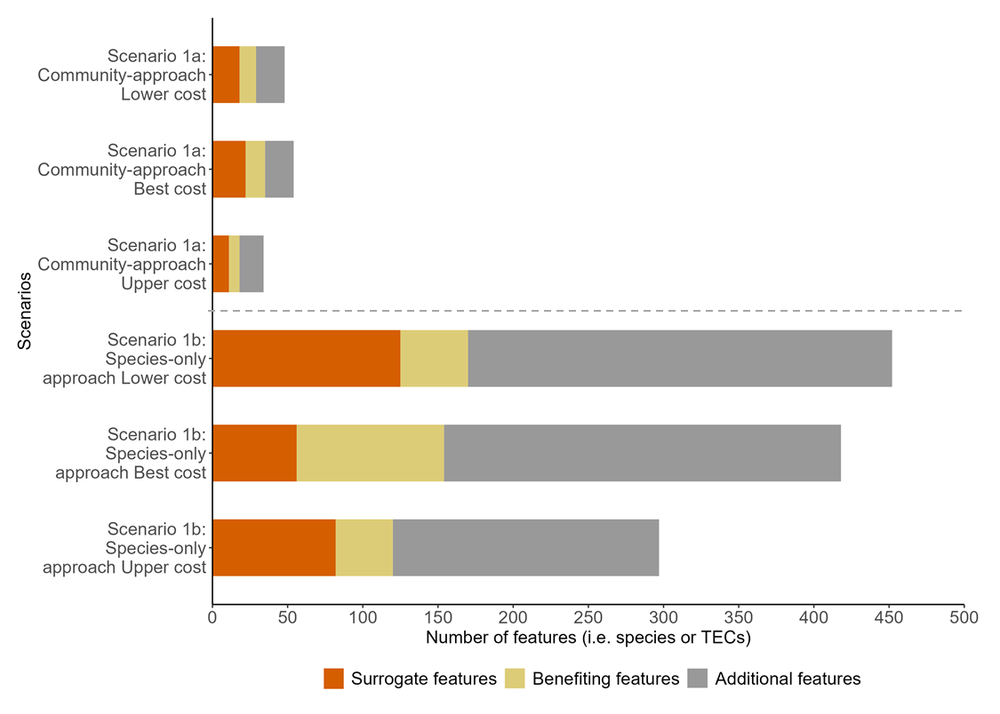 Scenario 1a:
Community-approach
Lower cost
Scenario 1a:
Community-approach
Best cost
Scenario 1a:
Community-approach
Upper cost
Scenario 1b:
Species-only
approach Lower cost
Scenario 1b:
Species-only
approach Best cost
Scenario 1b:
Species-only
approach Upper cost
Scenarios
0 50 100 150 200 250 300 350 400 450 500
Number of features (i.e. species or TECs)
Surrogate features Benefiting features Additional features